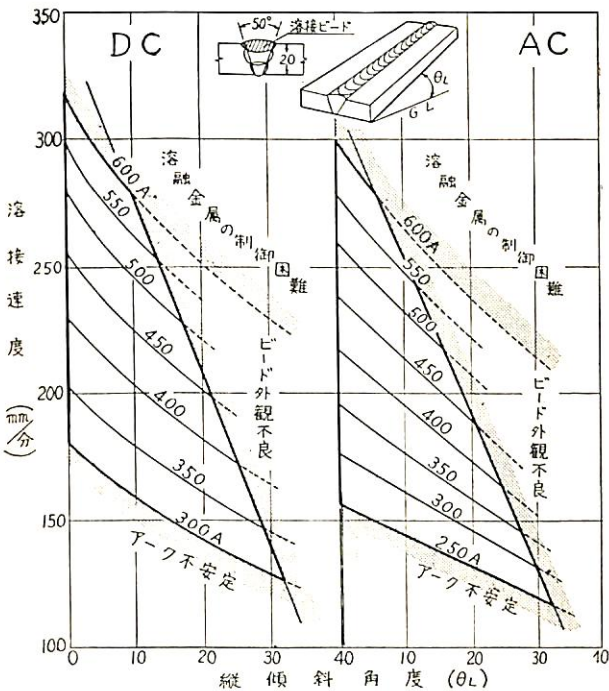 DC
AC
50°
溶接ビード
20
θL
G
L
350
300
250
200
150
100
溶接速度
(mm/分)
600A
550
500
450
400
350
300A
溶融金属の制御困難
ビード外観不良
アーク不安定
600A
550
500
450
400
350
300
250A
溶融金属の制御困難
ビード外観不良
アーク不安定
0 10 20 30 40 10 20 30 40
縦傾斜角度(θL)